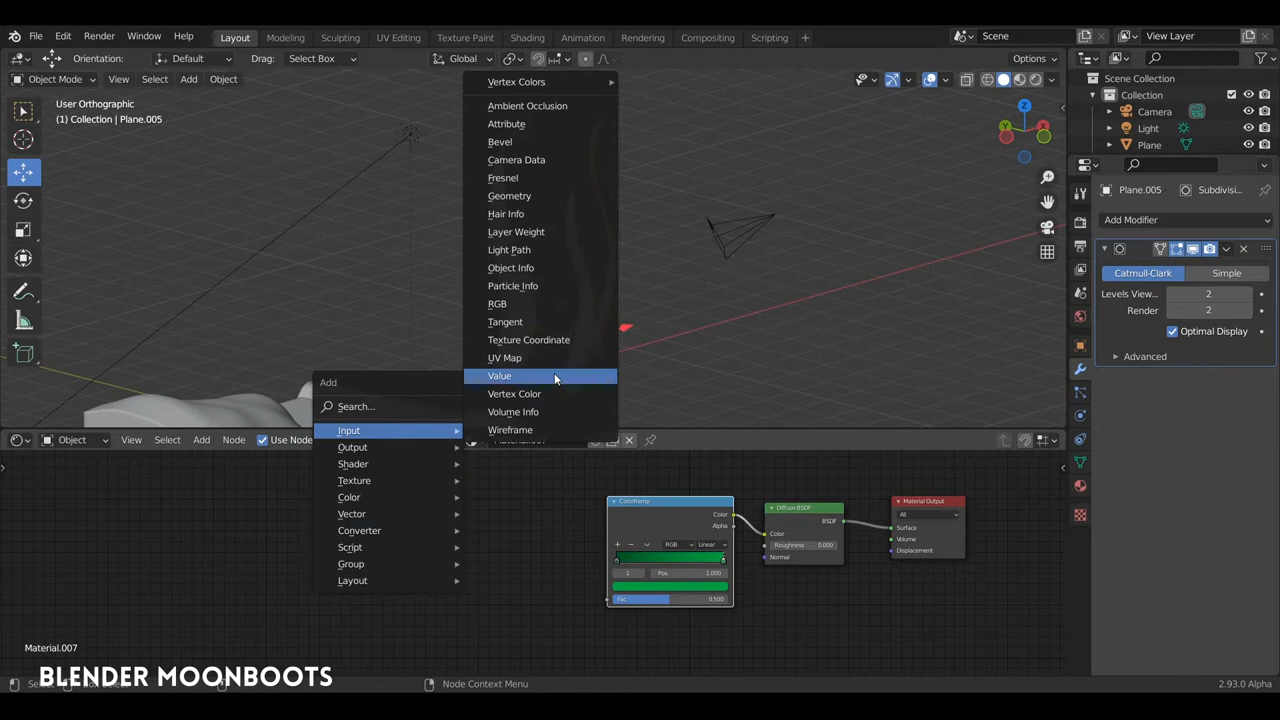 File Edit Render Window Help Layout Modeling Sculpting UV Editing Texture Paint Shading Animation Rendering Compositing Scripting + Scene View Layer
Orientation: Default Drag: Select Box Global Options
Object Mode View Select Add Object
User Orthographic
(1) Collection | Plane.005
Vertex Colors
Ambient Occlusion
Attribute
Bevel
Camera Data
Fresnel
Geometry
Hair Info
Layer Weight
Light Path
Object Info
Particle Info
RGB
Tangent
Texture Coordinate
UV Map
Value
Vertex Color
Volume Info
Wireframe
Add
Search...
Input
Output
Shader
Texture
Color
Vector
Converter
Script
Group
Layout
Z
Y X
Scene Collection
Collection
Camera
Light
Plane
Plane.005 Subdivisi...
Add Modifier
Catmull-Clark Simple
Levels View... 2
Render 2
Optimal Display
Advanced
Object View Select Add Node Use Node
ColorRamp
Color
Alpha
+ − RGB Linear
1 Pos 1.000
Fac 0.500
Diffuse BSDF
BSDF
Color
Roughness 0.000
Normal
Material Output
All
Surface
Volume
Displacement
Material.007
BLENDER MOONBOOTS
Node Context Menu 2.93.0 Alpha